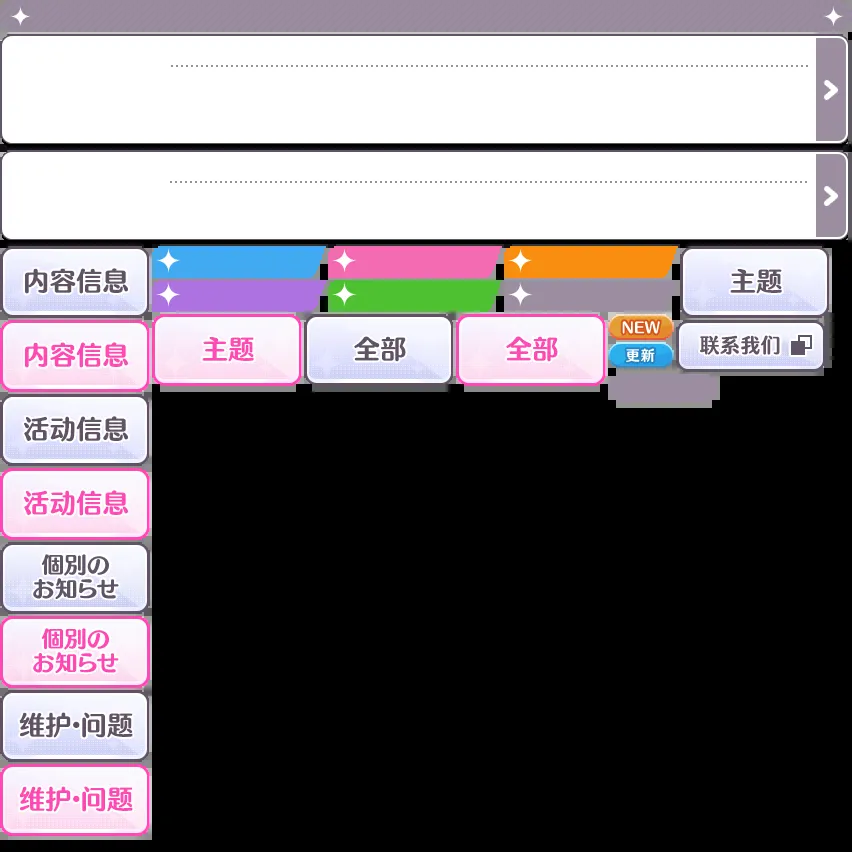 内容信息
主题
内容信息
主题
全部
全部
NEW
更新
联系我们
活动信息
活动信息
個別の
お知らせ
個別の
お知らせ
维护·问题
维护·问题